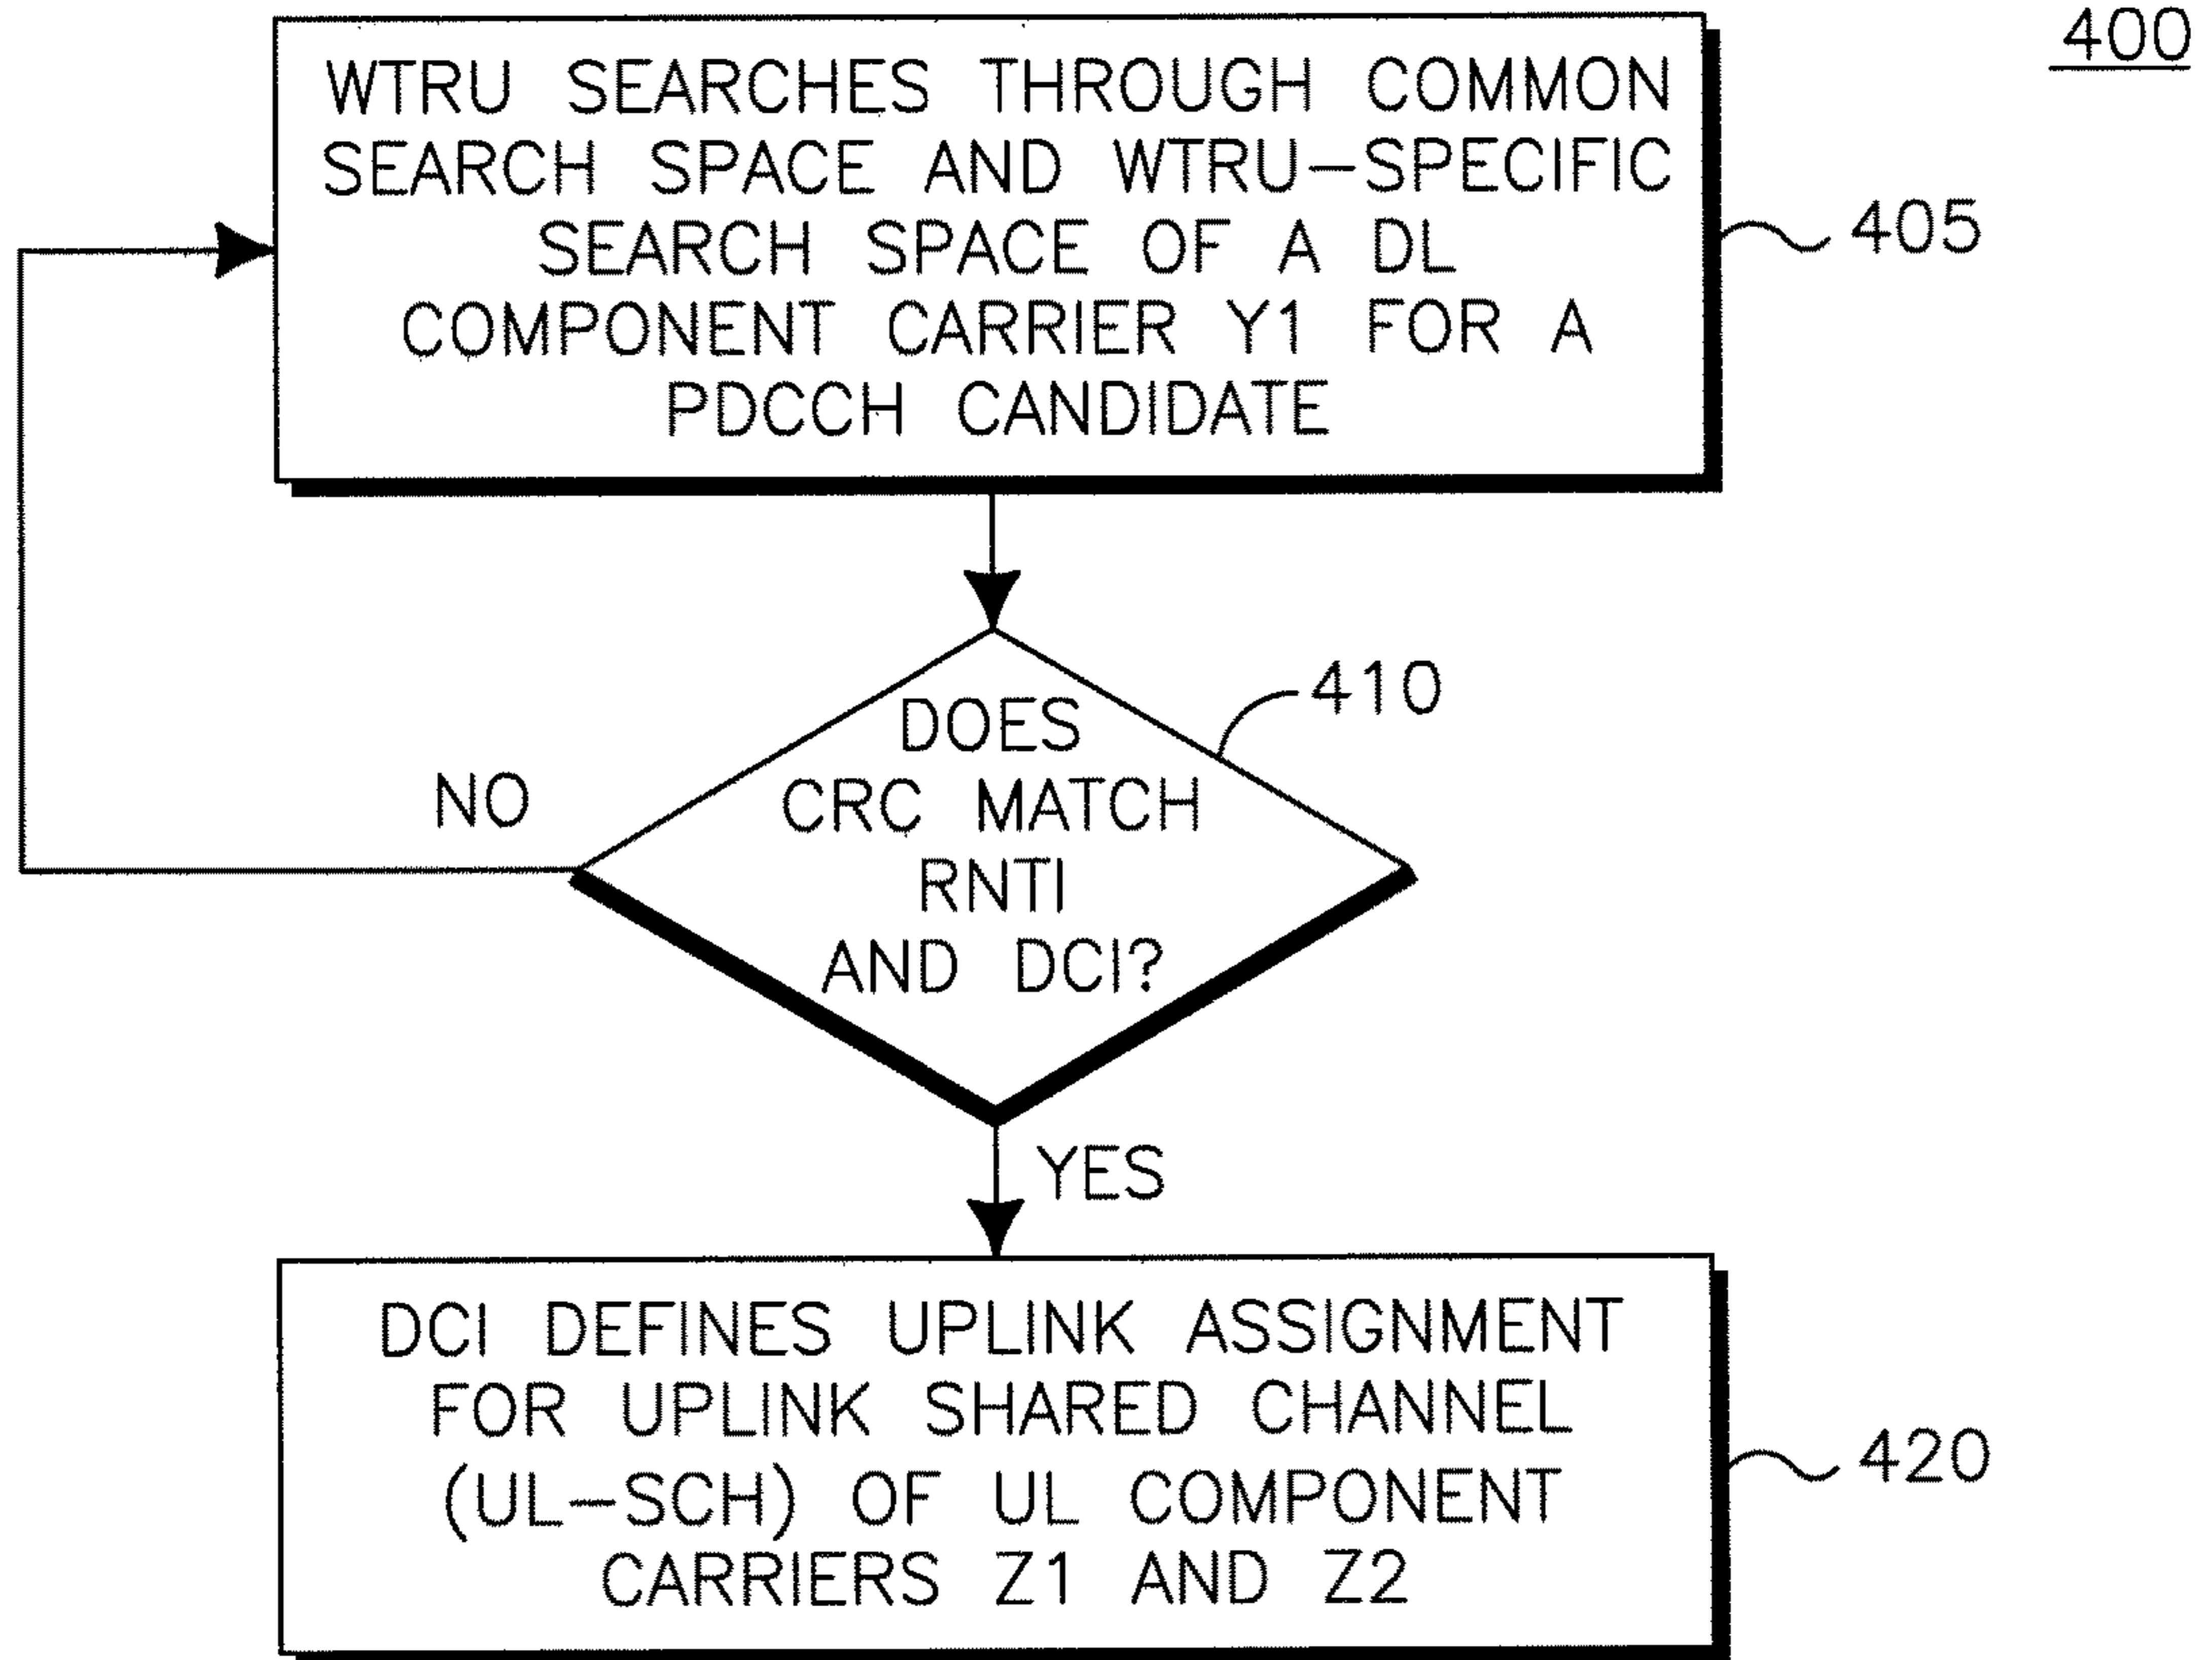 400
WTRU SEARCHES THROUGH COMMON
SEARCH SPACE AND WTRU-SPECIFIC
SEARCH SPACE OF A DL
COMPONENT CARRIER Y1 FOR A
PDCCH CANDIDATE
405
DOES
CRC MATCH
RNTI
AND DCI?
410
NO
YES
DCI DEFINES UPLINK ASSIGNMENT
FOR UPLINK SHARED CHANNEL
(UL-SCH) OF UL COMPONENT
CARRIERS Z1 AND Z2
420